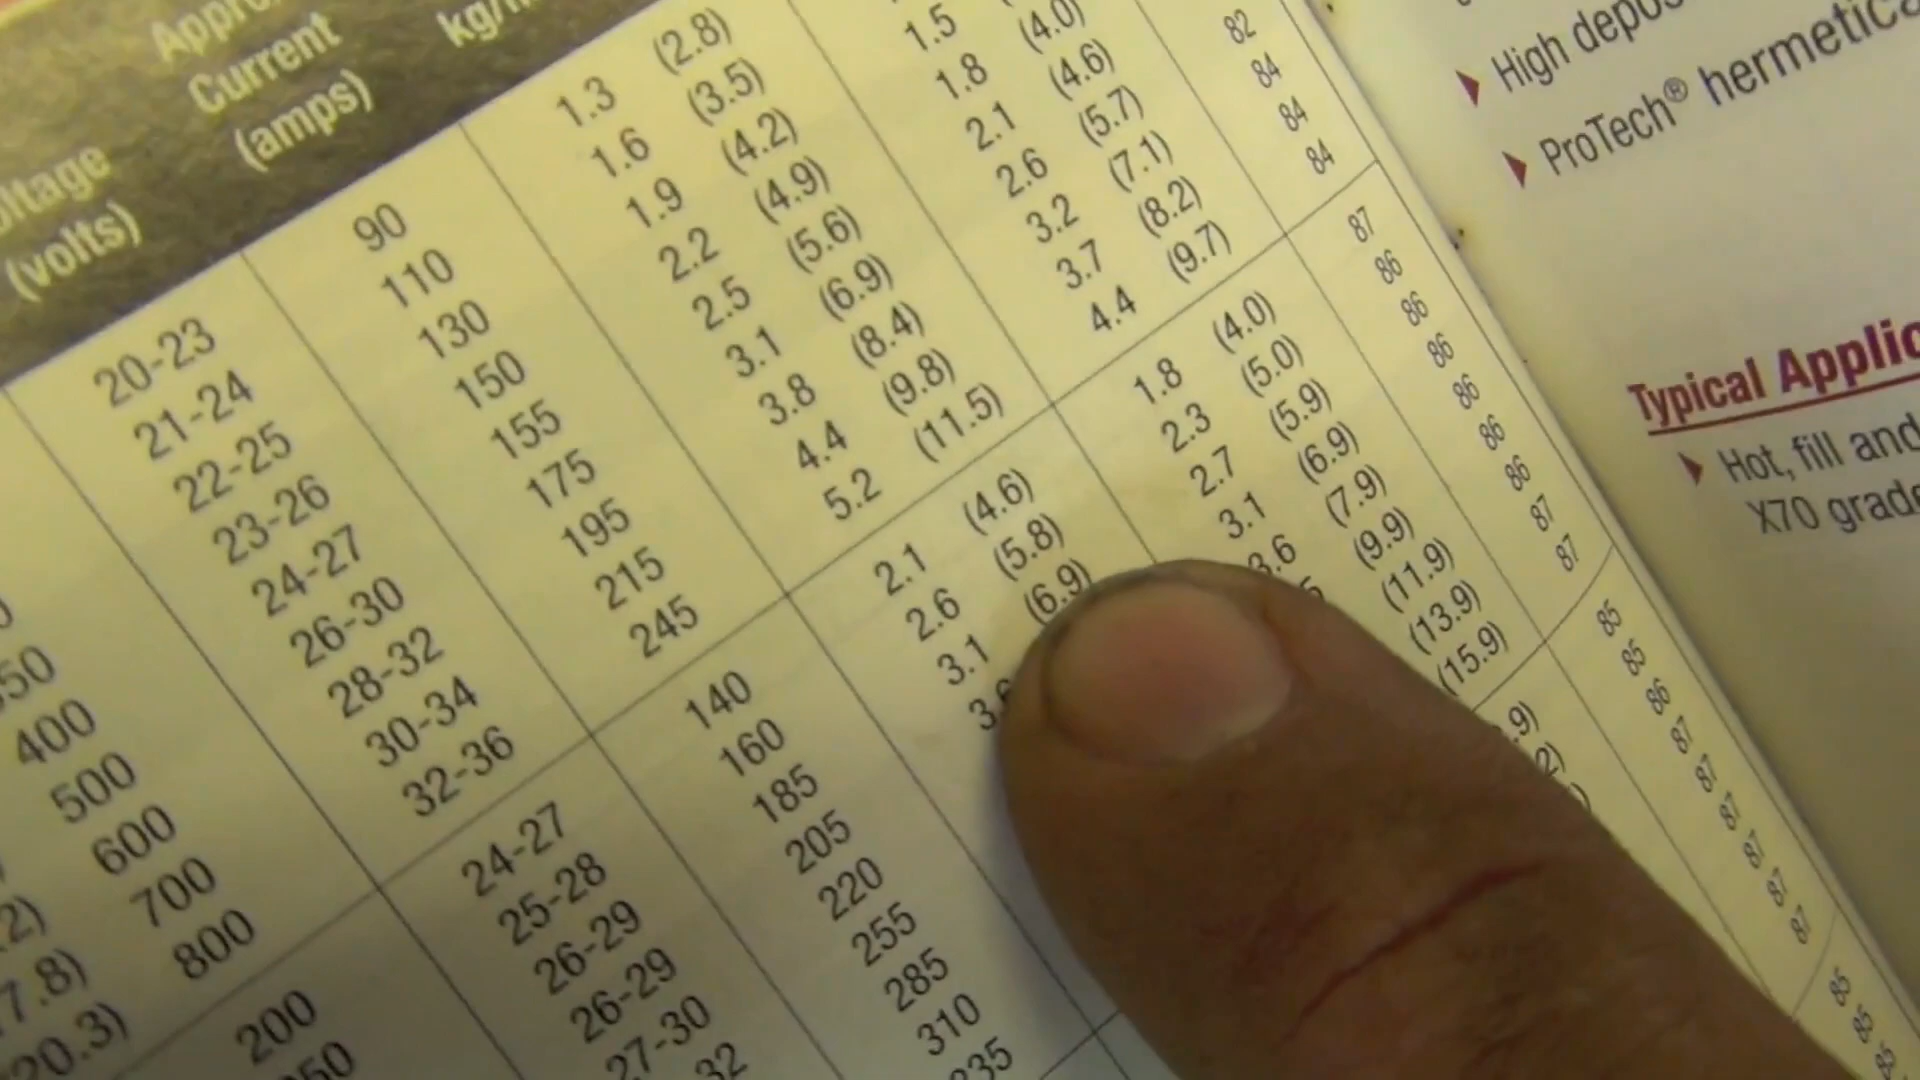 Current
(volts)
(amps)
20-23 90 1.3 (2.8)
21-24 110 1.6 (3.5)
22-25 130 1.9 (4.2) 1.5
23-26 150 2.2 (4.9) 1.8 (4.0)
400 24-27 155 2.5 (5.6) 2.1 (4.6)
500 26-30 175 3.1 (6.9) 2.6 (5.7) 82
600 28-32 195 3.8 (8.4) 3.2 (7.1) 84
700 30-34 215 4.4 (9.8) 3.7 (8.2) 84
800 32-36 245 5.2 (11.5) 4.4 (9.7) 84
200 24-27 140 2.1 (4.6) 1.8 (4.0) 87
25-28 160 2.6 (5.8) 2.3 (5.0) 86
26-29 185 3.1 (6.9) 2.7 (5.9) 86
26-29 205 3.1 (6.9) 86
27-30 220 (7.9) 86
255 (9.9) 86
285 (11.9) 86
310 (13.9) 87
(15.9) 87
85
85
86
87
87
87
87
87
87
85
85
High
ProTech®
Typical
Hot, fill and
X70